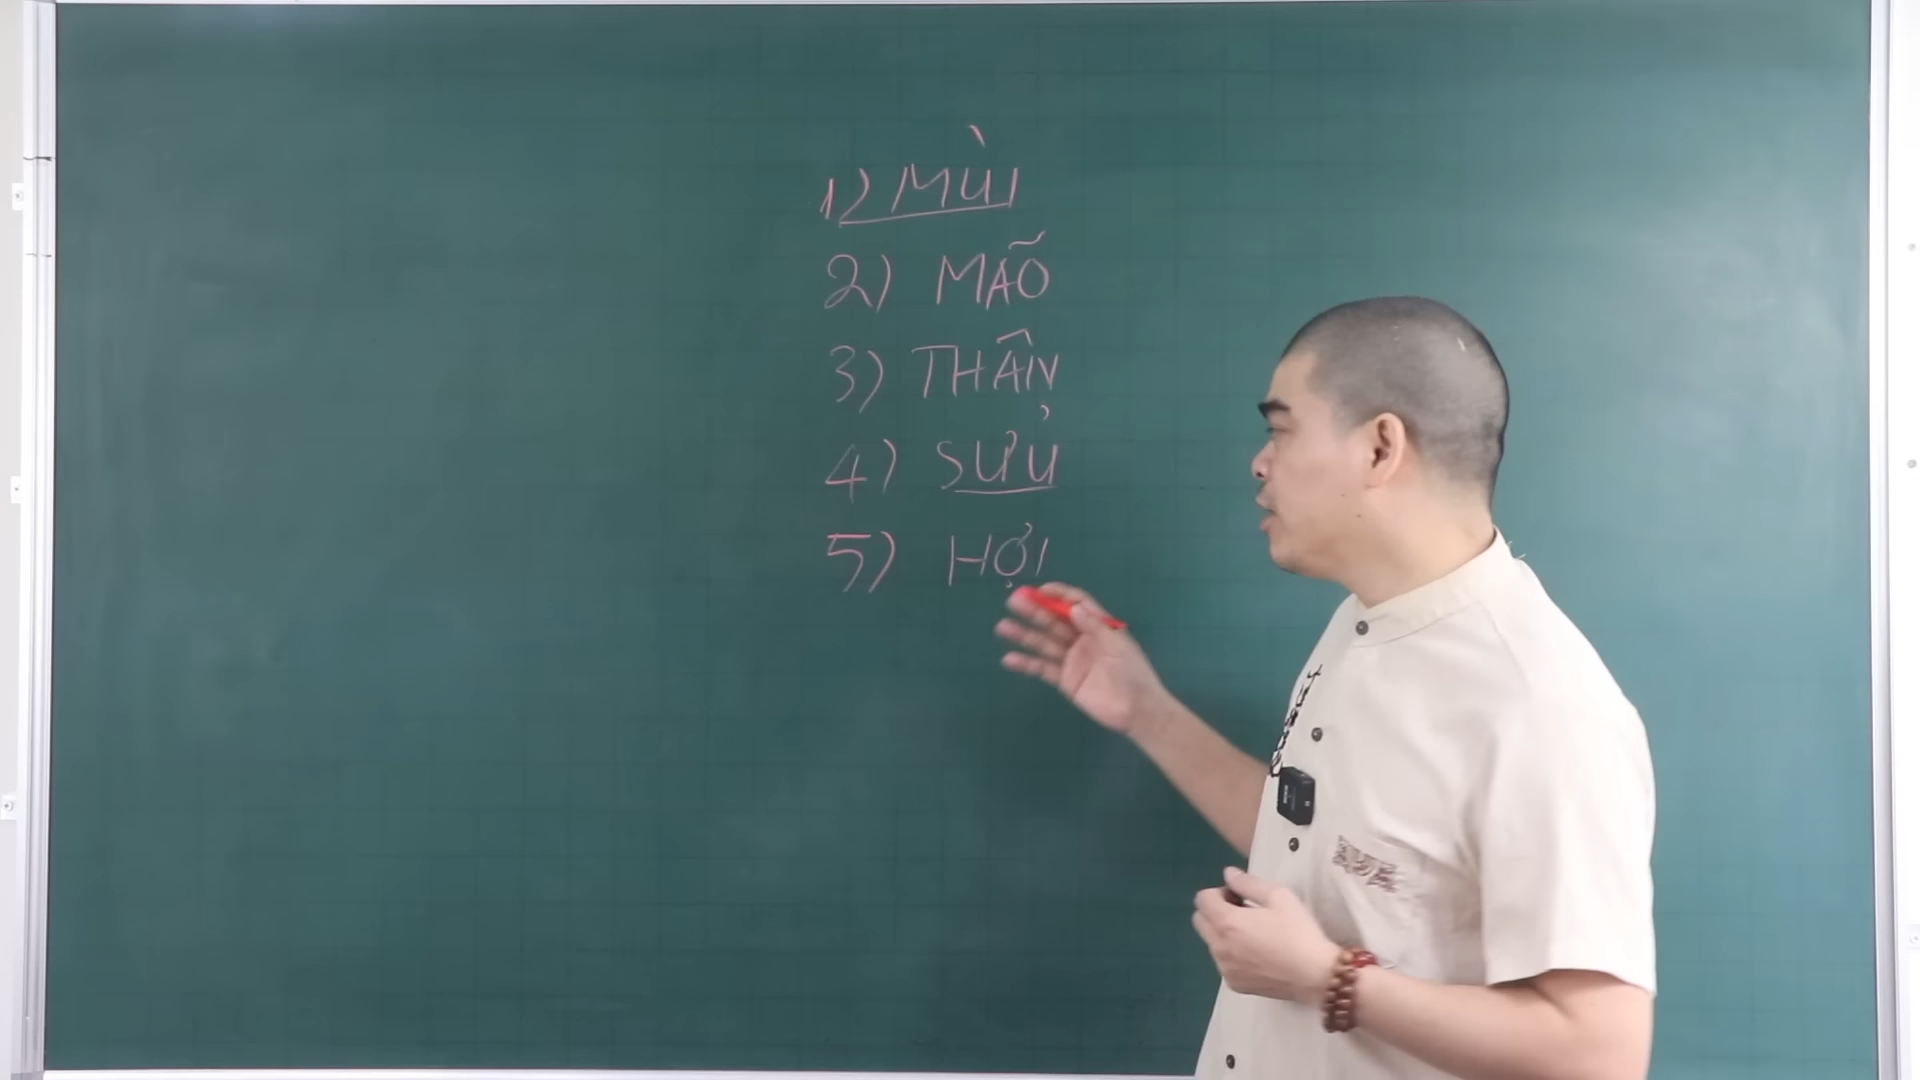 1) MÙI
2) MÃO
3) THÂN
4) SỬU
5) HỢI